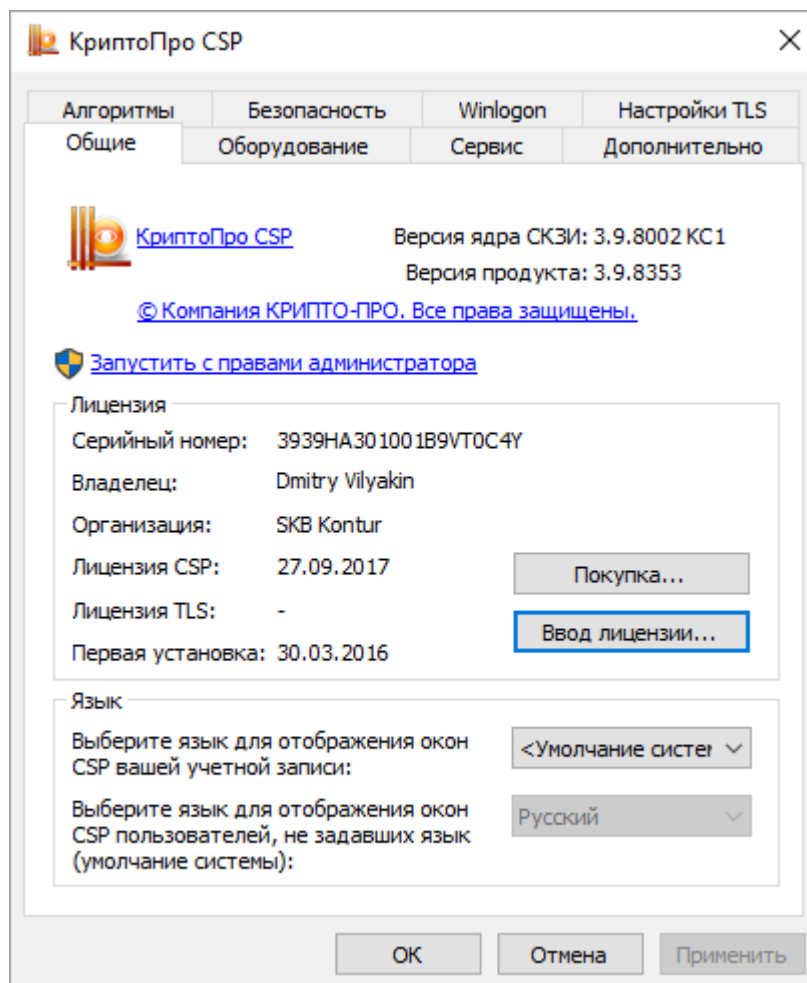 КриптоПро CSP
Алгоритмы Безопасность Winlogon Настройки TLS
Общие Оборудование Сервис Дополнительно
КриптоПро CSP
Версия ядра СКЗИ: 3.9.8002 КС1
Версия продукта: 3.9.8353
© Компания КРИПТО-ПРО. Все права защищены.
Запустить с правами администратора
Лицензия
Серийный номер: 3939HA301001B9VT0C4Y
Владелец: Dmitry Vilyakin
Организация: SKB Kontur
Лицензия CSP: 27.09.2017
Покупка...
Лицензия TLS: -
Ввод лицензии...
Первая установка: 30.03.2016
Язык
Выберите язык для отображения окон
CSP вашей учетной записи:
<Умолчание систег
Выберите язык для отображения окон
CSP пользователей, не задавших язык
(умолчание системы):
Русский
ОК Отмена Применить